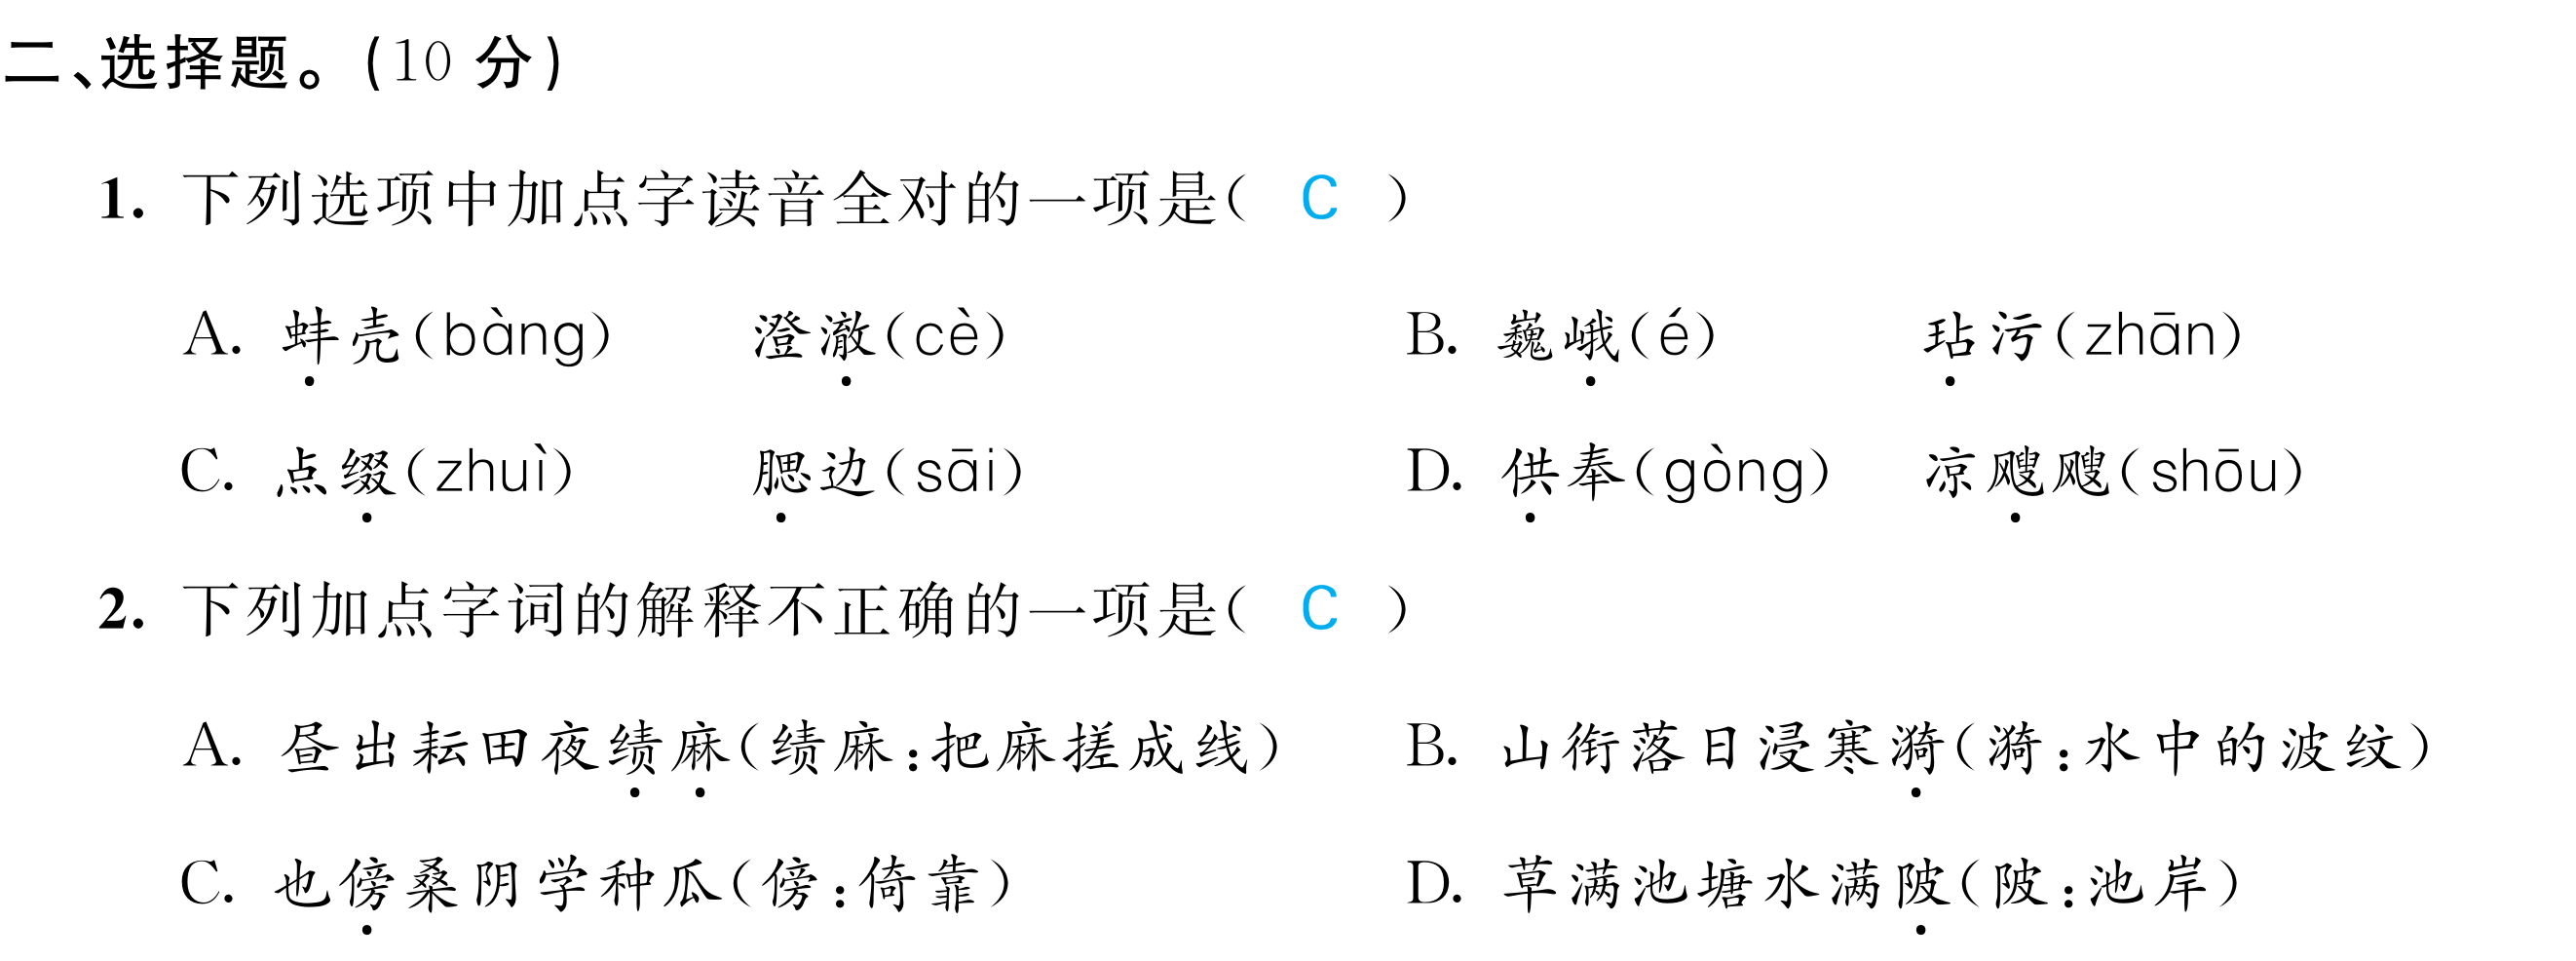 二、选择题。(10 分)
1. 下列选项中加点字读音全对的一项是( C )
A. 蚌壳(bàng) 澄澈(cè) B. 巍峨(é) 玷污(zhān)
C. 点缀(zhuì) 腮边(sāi) D. 供奉(gòng) 凉飕飕(shōu)
2. 下列加点字词的解释不正确的一项是( C )
A. 昼出耘田夜绩麻(绩麻:把麻搓成线) B. 山衔落日浸寒漪(漪:水中的波纹)
C. 也傍桑阴学种瓜(傍:倚靠) D. 草满池塘水满陂(陂:池岸)